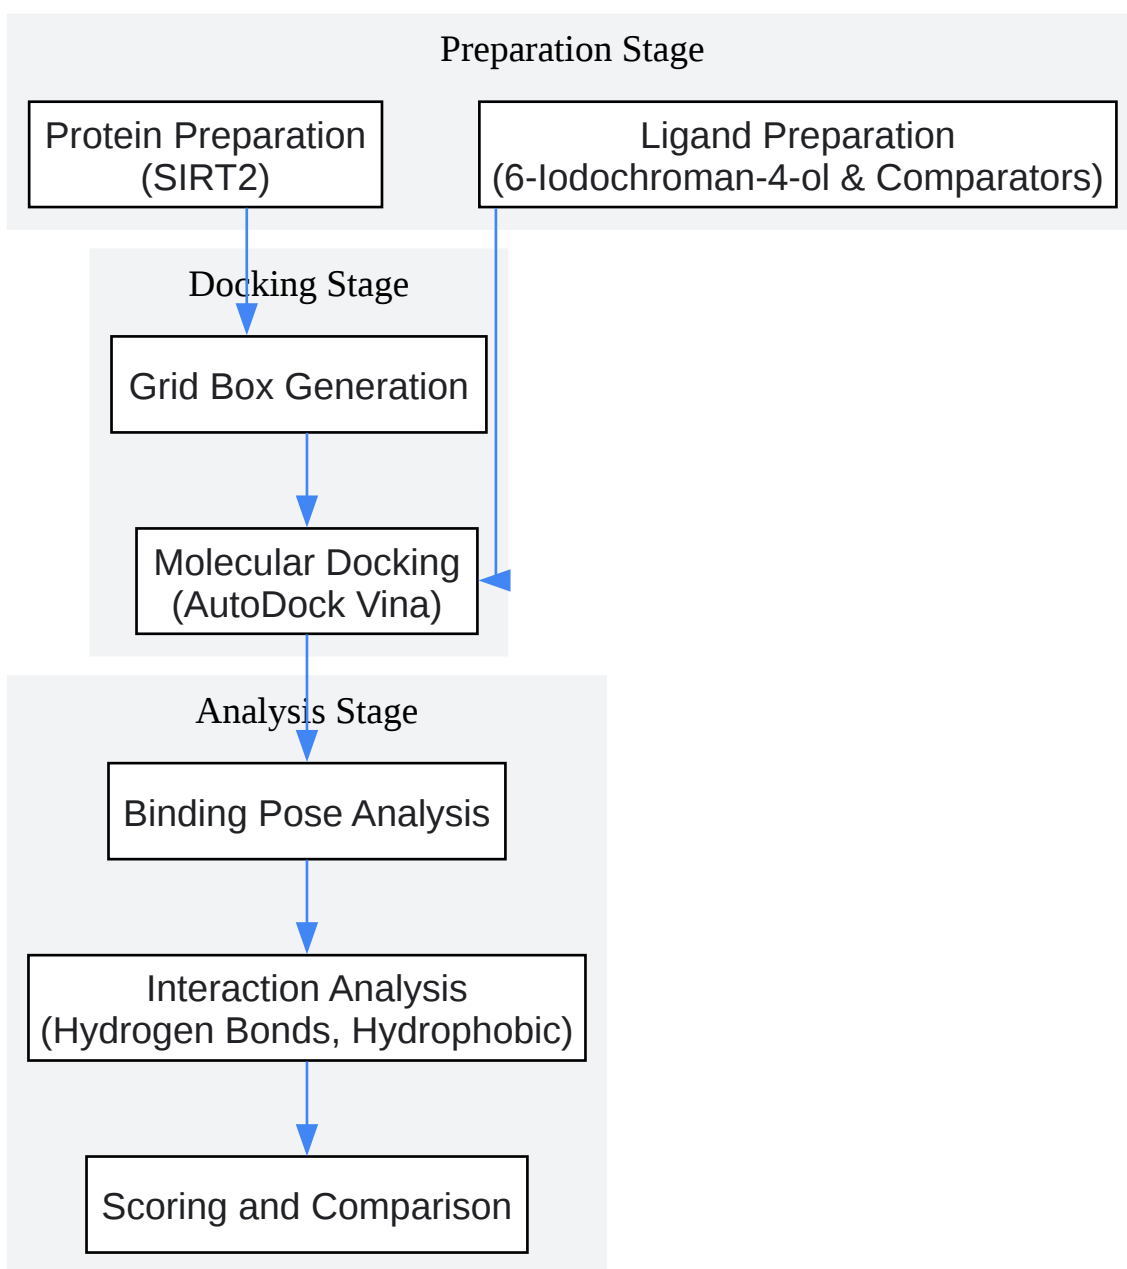 Preparation Stage
Protein Preparation
(SIRT2)
Ligand Preparation
(6-Iodochroman-4-ol & Comparators)
Docking Stage
Grid Box Generation
Molecular Docking
(AutoDock Vina)
Analysis Stage
Binding Pose Analysis
Interaction Analysis
(Hydrogen Bonds, Hydrophobic)
Scoring and Comparison